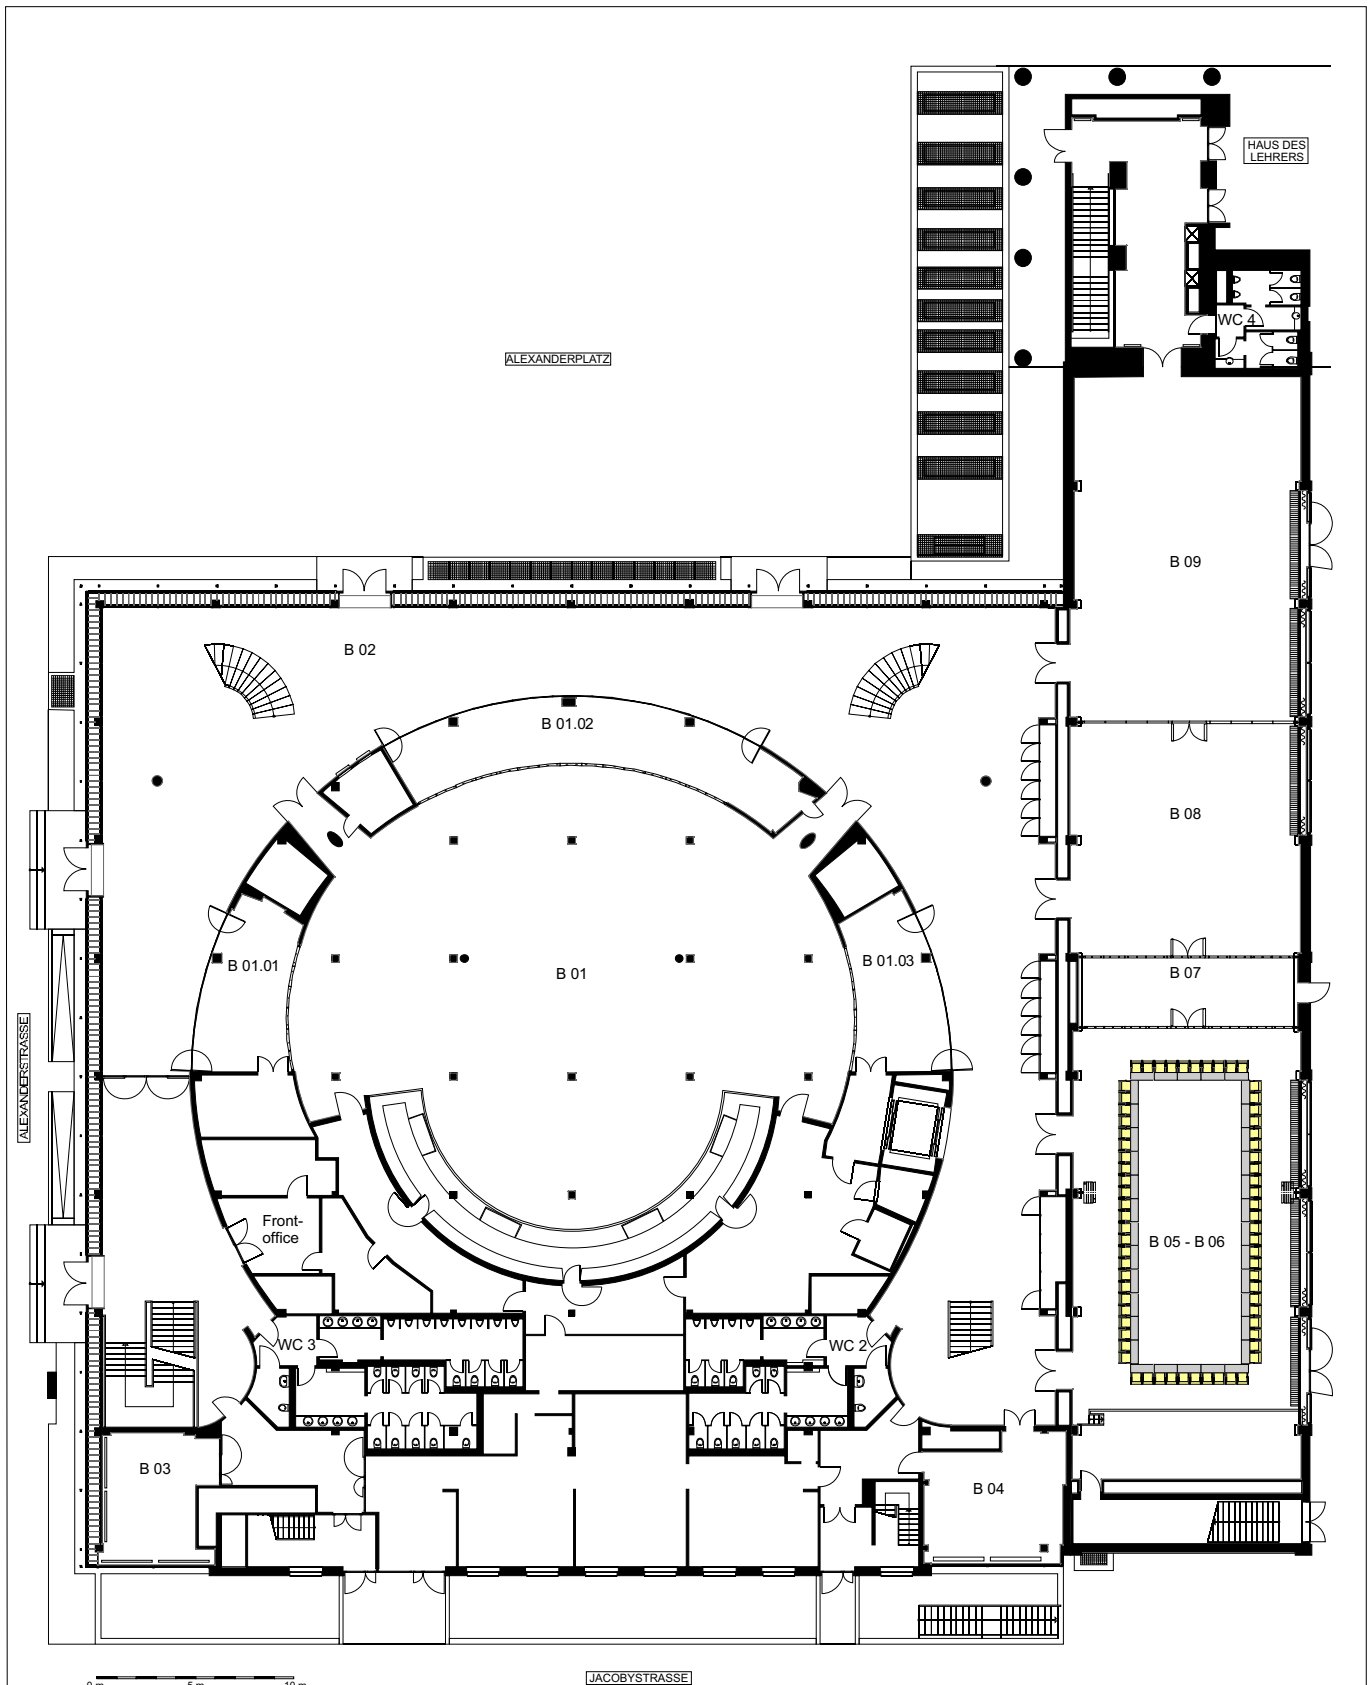 HAUS DES
LEHRERS
WC 4
ALEXANDERPLATZ
B 09
B 02
B 01.02
B 08
B 01.01
B 01
B 01.03
B 07
ALEXANDERSTRASSE
Front-
office
B 05 - B 06
WC 3
WC 2
B 03
B 04
0 m
5 m
10 m
JACOBYSTRASSE